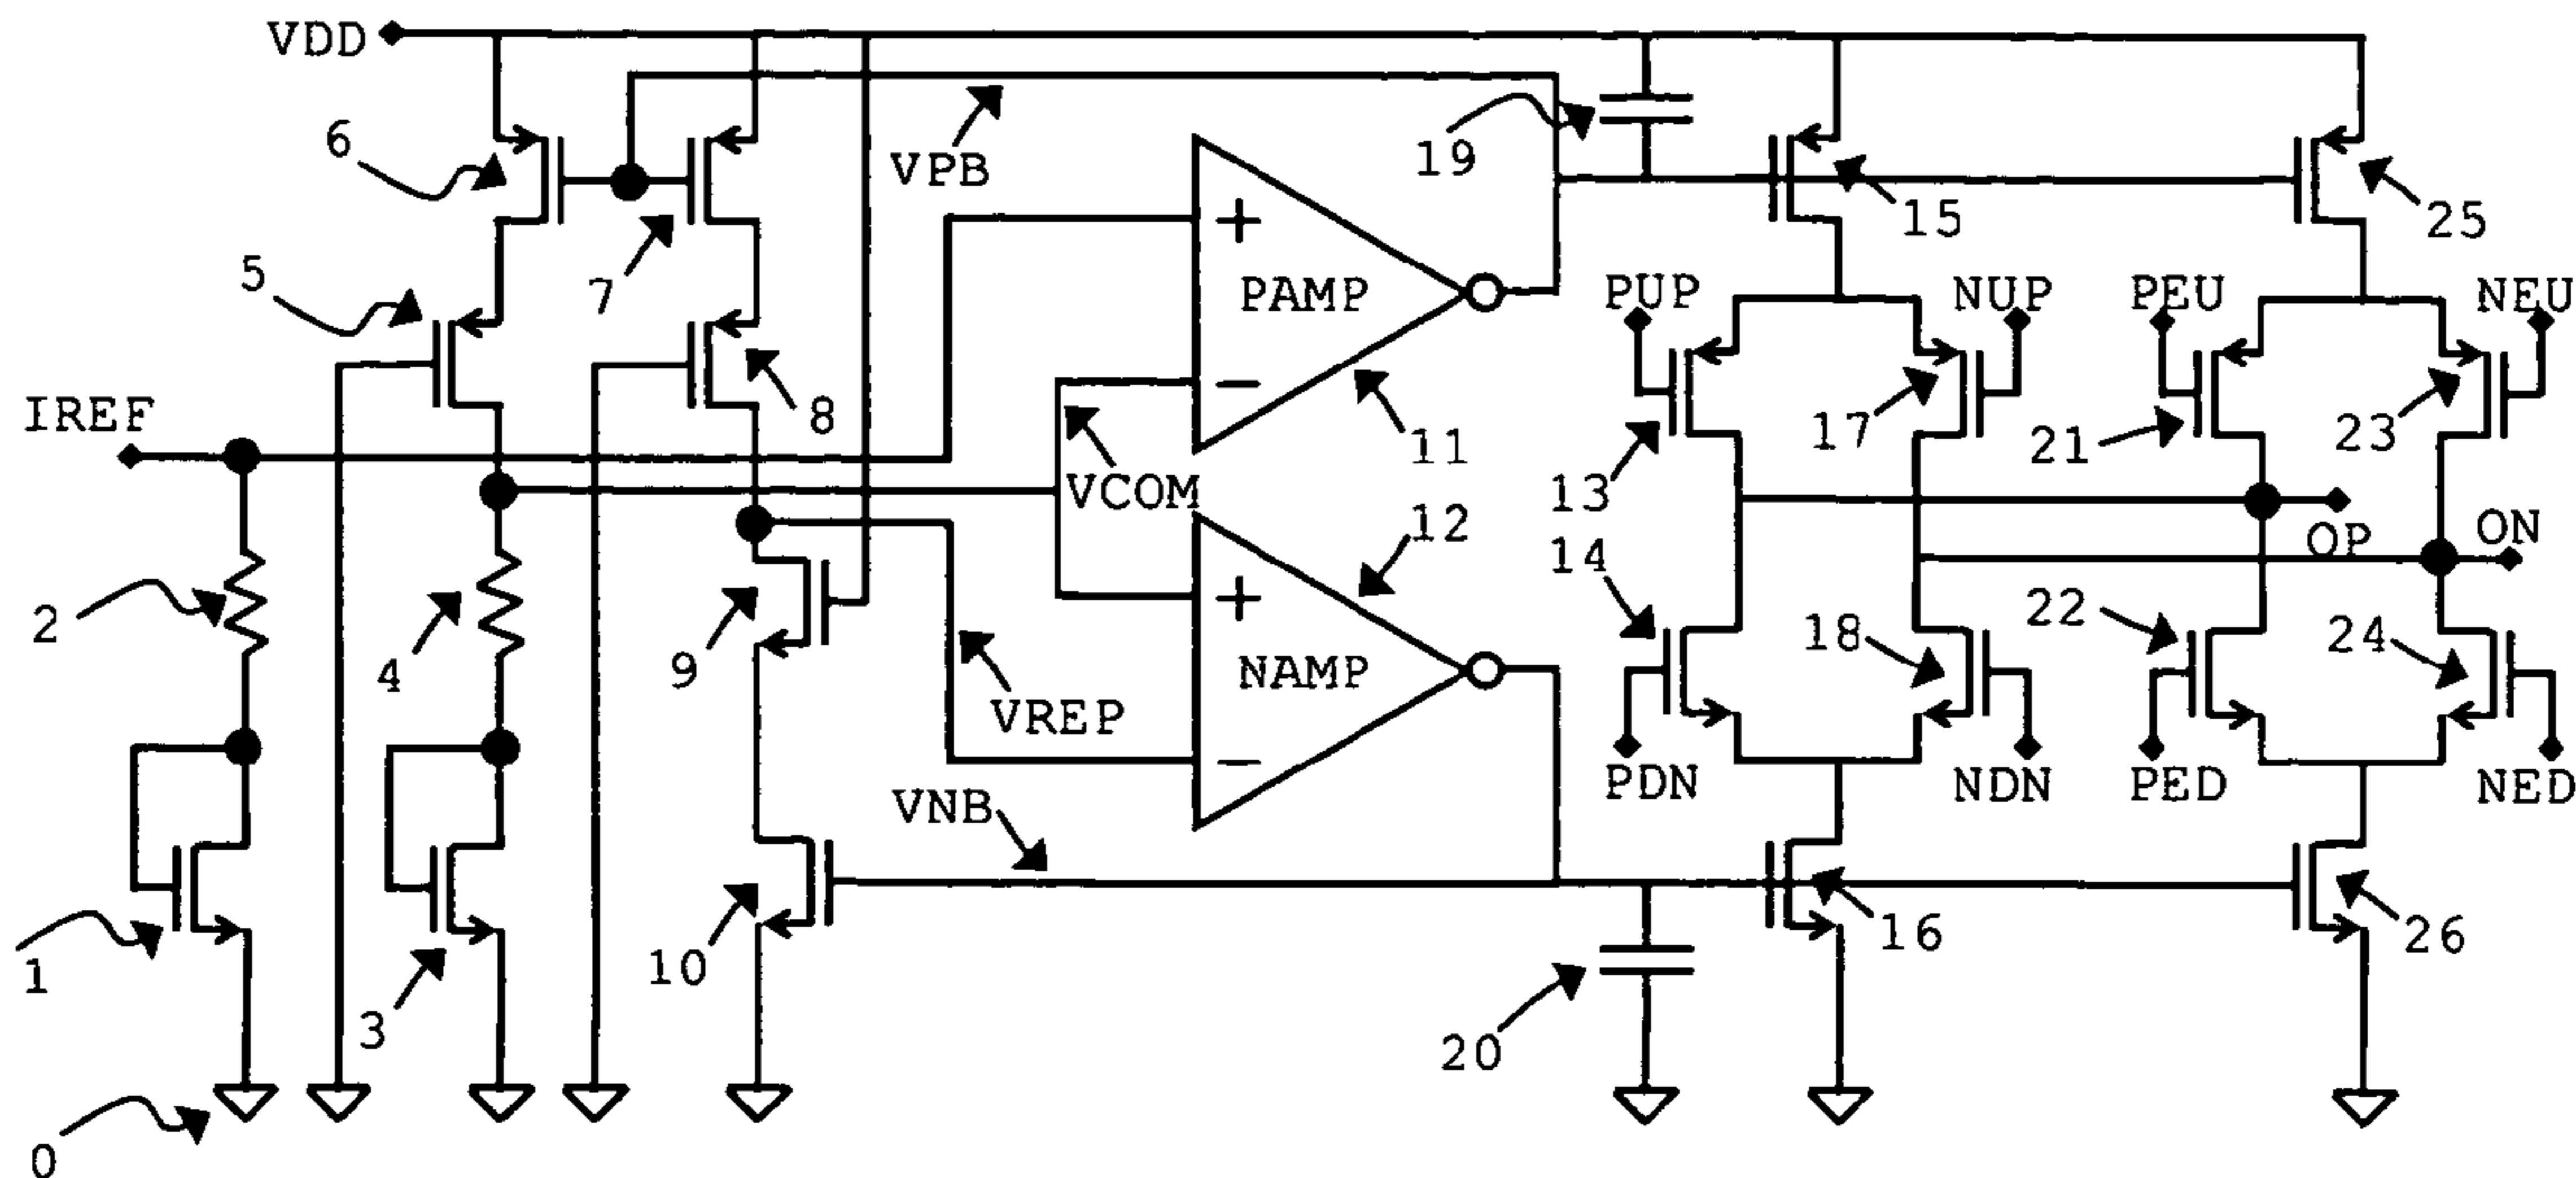 VDD
6
VPB
19
15
25
5
7
PAMP
PUP
NUP
PEU
NEU
IREF
8
11
17
21
23
VCOM
13
12
OP
ON
14
2
4
9
NAMP
18
22
24
VREP
VNB
PDN
NDN
PED
NED
1
3
10
16
26
20
0
+
−
+
−